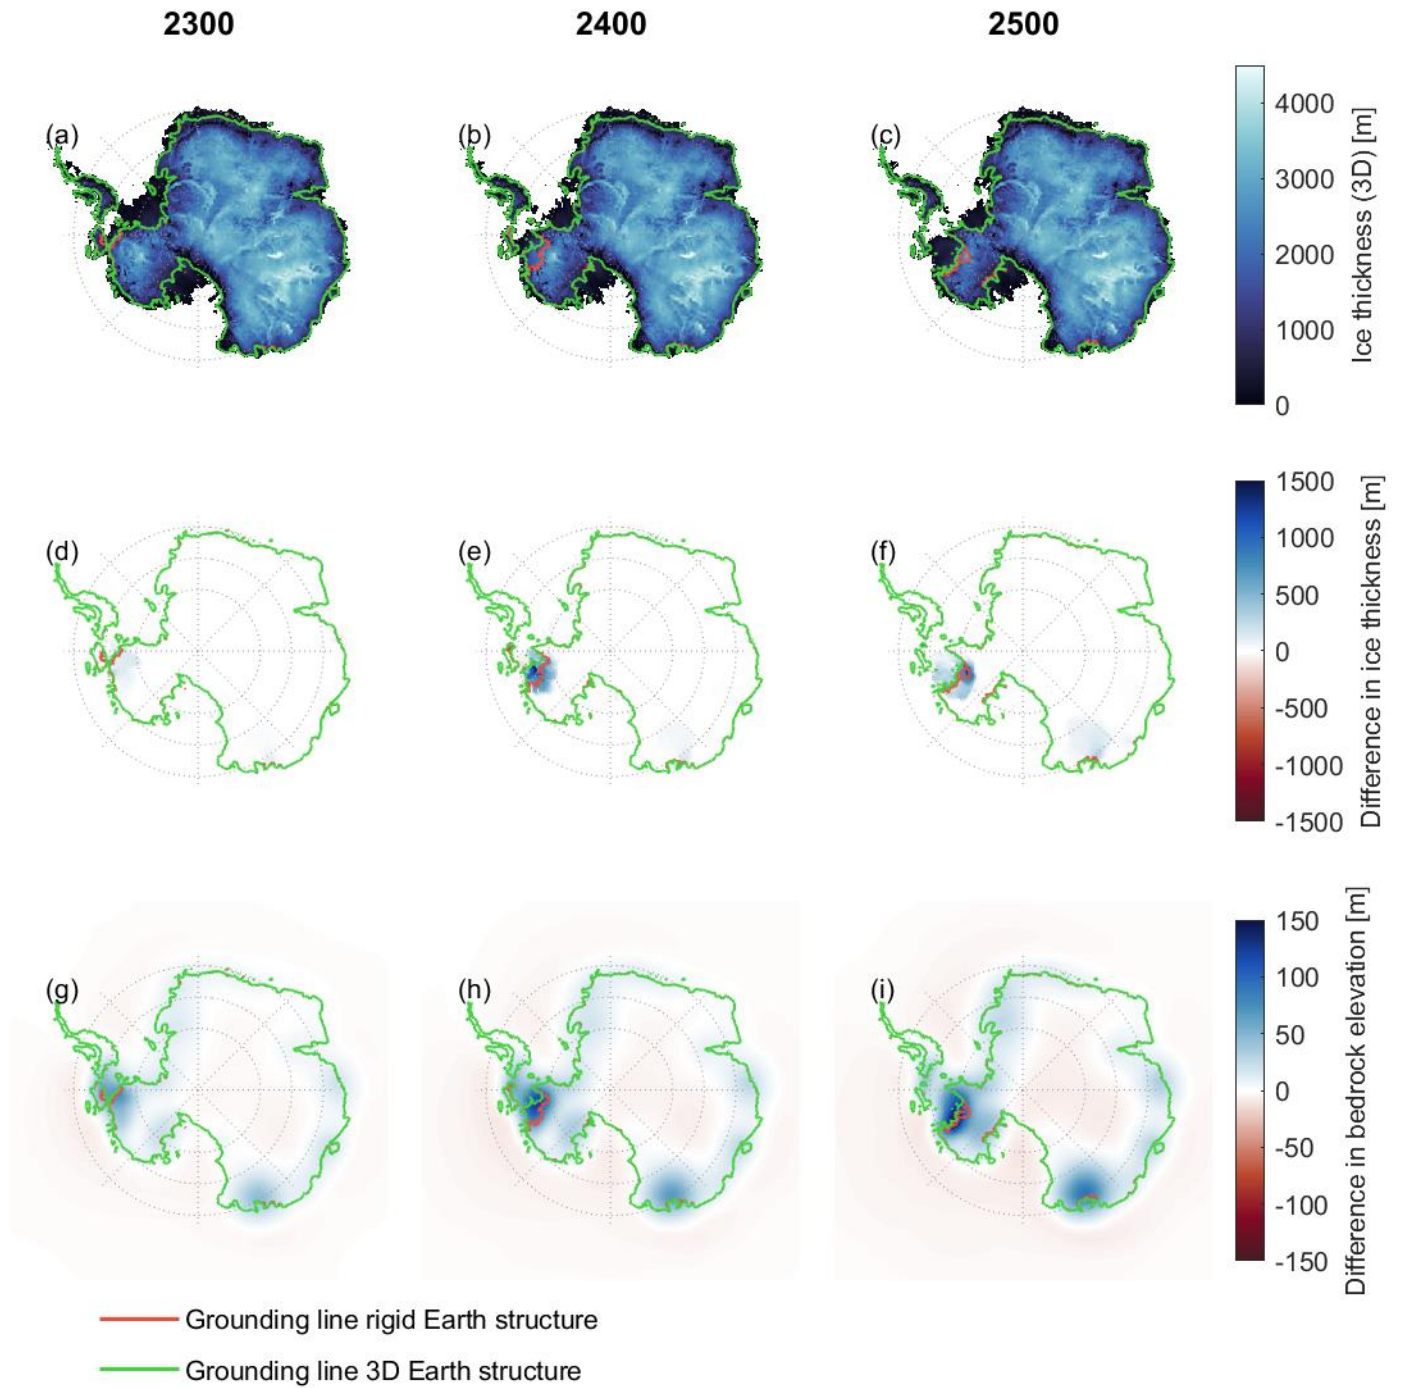 2300 2400 2500
(a) (b) (c)
4000
3000
2000
1000
0
Ice thickness (3D) [m]
(d) (e) (f)
1500
1000
500
0
-500
-1000
-1500
Difference in ice thickness [m]
(g) (h) (i)
150
100
50
0
-50
-100
-150
Difference in bedrock elevation [m]
Grounding line rigid Earth structure
Grounding line 3D Earth structure